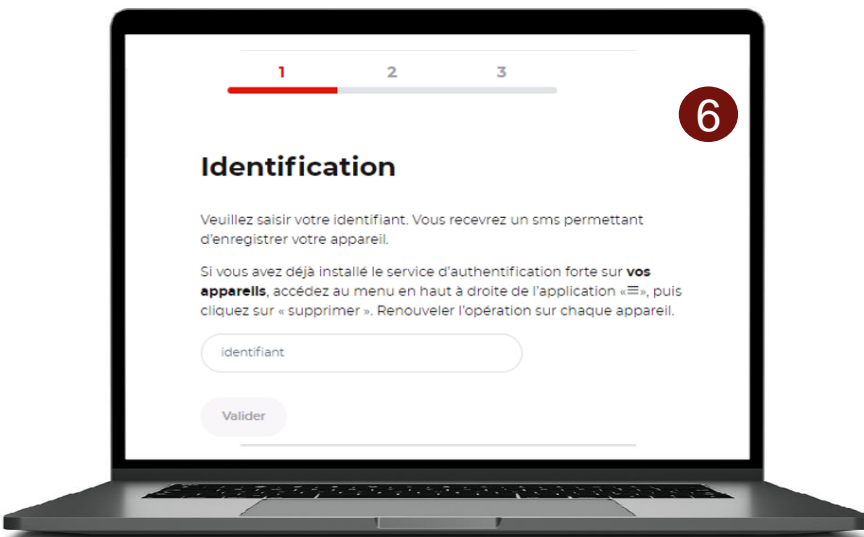 1 2 3
6
Identification
Veuillez saisir votre identifiant. Vous recevrez un sms permettant
d'enregistrer votre appareil.
Si vous avez déjà installé le service d'authentification forte sur vos
appareils, accédez au menu en haut à droite de l'application «≡», puis
cliquez sur « supprimer ». Renouveler l'opération sur chaque appareil.
identifiant
Valider